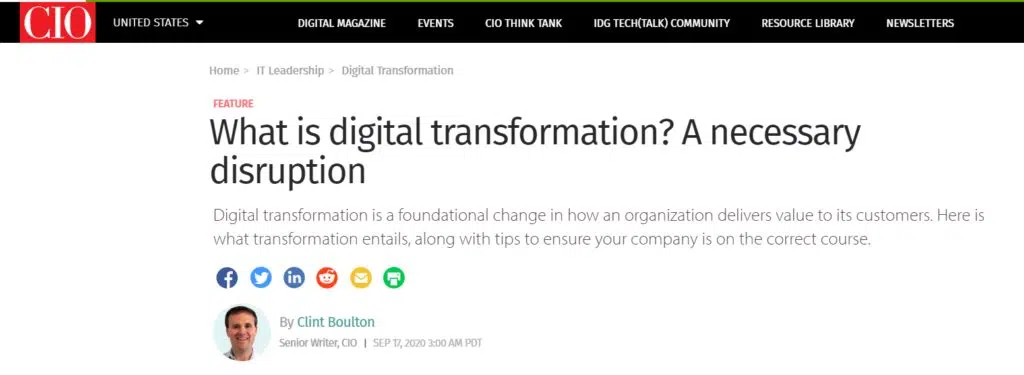 CIO UNITED STATES DIGITAL MAGAZINE EVENTS CIO THINK TANK IDG TECH(TALK) COMMUNITY RESOURCE LIBRARY NEWSLETTERS
Home > IT Leadership > Digital Transformation
FEATURE
What is digital transformation? A necessary
disruption
Digital transformation is a foundational change in how an organization delivers value to its customers. Here is
what transformation entails, along with tips to ensure your company is on the correct course.
By Clint Boulton
Senior Writer, CIO | SEP 17, 2020 3:00 AM PDT